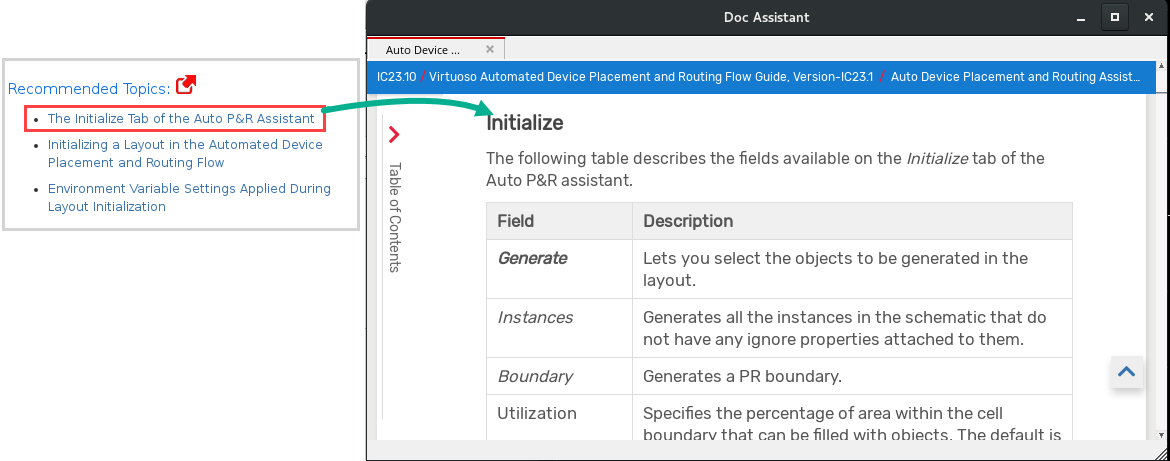 Recommended Topics:
The Initialize Tab of the Auto P&R Assistant
Initializing a Layout in the Automated Device
Placement and Routing Flow
Environment Variable Settings Applied During
Layout Initialization
Doc Assistant
Auto Device ...
IC23.10 / Virtuoso Automated Device Placement and Routing Flow Guide, Version-IC23.1 / Auto Device Placement and Routing Assist...
Table of Contents
Initialize
The following table describes the fields available on the Initialize tab of the
Auto P&R assistant.
Field Description
Generate Lets you select the objects to be generated in the
layout.
Instances Generates all the instances in the schematic that do
not have any ignore properties attached to them.
Boundary Generates a PR boundary.
Utilization Specifies the percentage of area within the cell
boundary that can be filled with objects. The default is